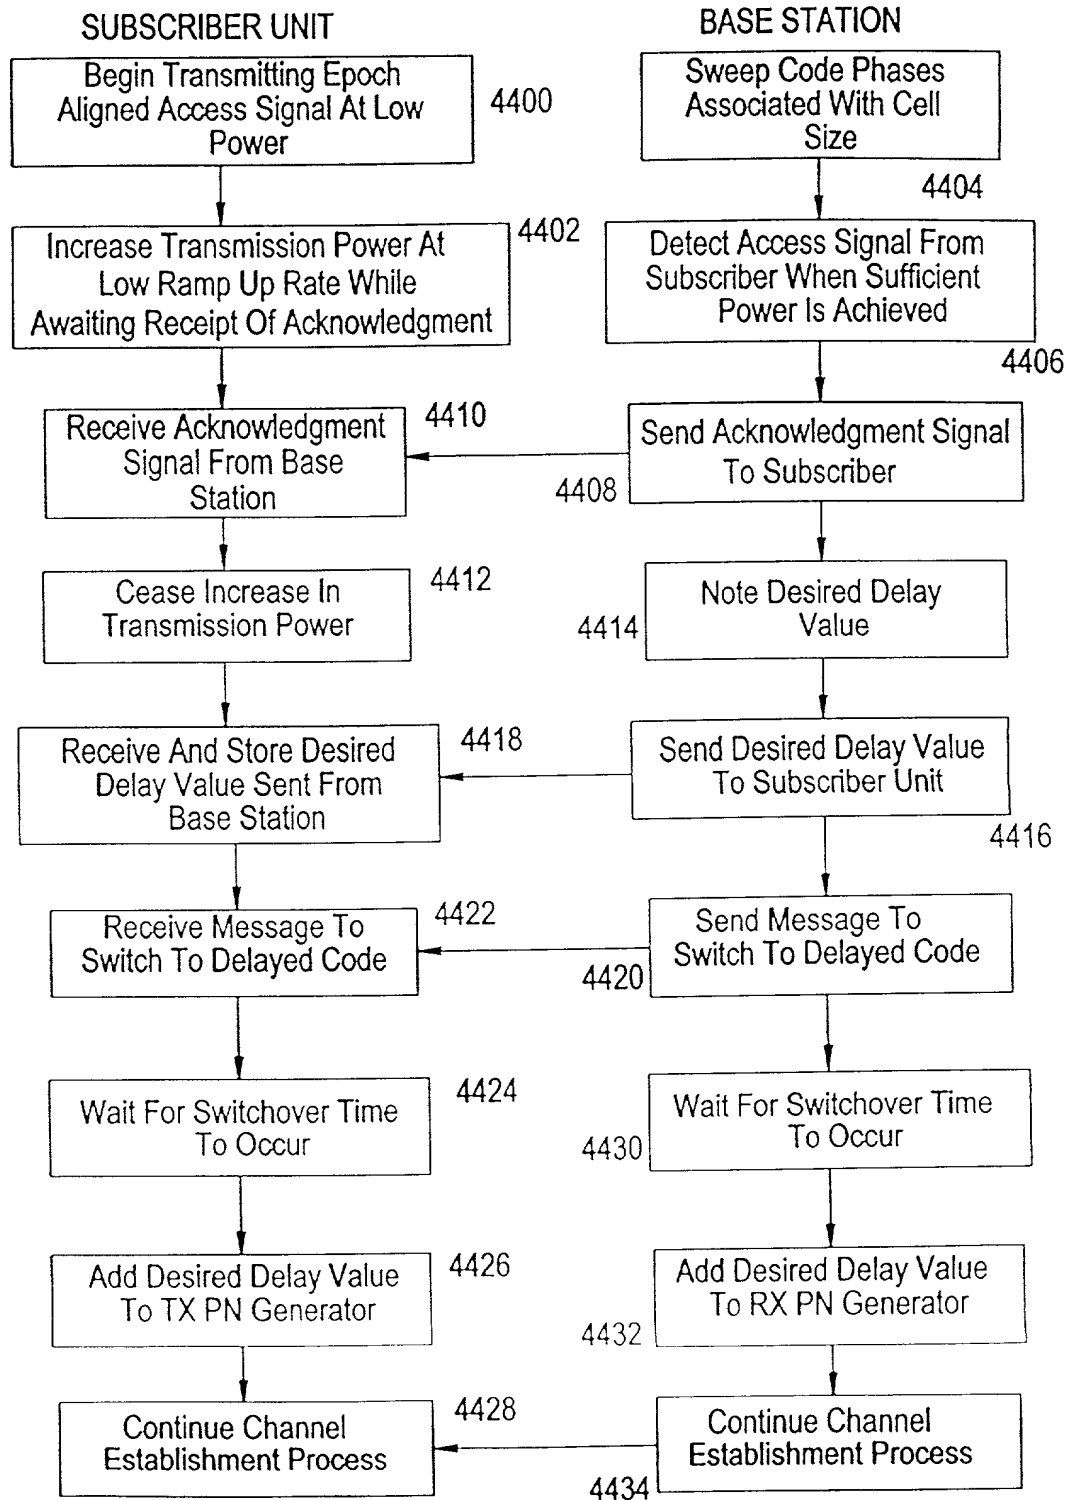 SUBSCRIBER UNIT
Begin Transmitting Epoch
Aligned Access Signal At Low
Power
4400
Increase Transmission Power At
Low Ramp Up Rate While
Awaiting Receipt Of Acknowledgment
4402
Receive Acknowledgment
Signal From Base
Station
4410
Cease Increase In
Transmission Power
4412
Receive And Store Desired
Delay Value Sent From
Base Station
4418
Receive Message To
Switch To Delayed Code
4422
Wait For Switchover Time
To Occur
4424
Add Desired Delay Value
To TX PN Generator
4426
Continue Channel
Establishment Process
4428
BASE STATION
Sweep Code Phases
Associated With Cell
Size
4404
Detect Access Signal From
Subscriber When Sufficient
Power Is Achieved
4406
Send Acknowledgment Signal
To Subscriber
4408
Note Desired Delay
Value
4414
Send Desired Delay Value
To Subscriber Unit
4416
Send Message To
Switch To Delayed Code
4420
Wait For Switchover Time
To Occur
4430
Add Desired Delay Value
To RX PN Generator
4432
Continue Channel
Establishment Process
4434